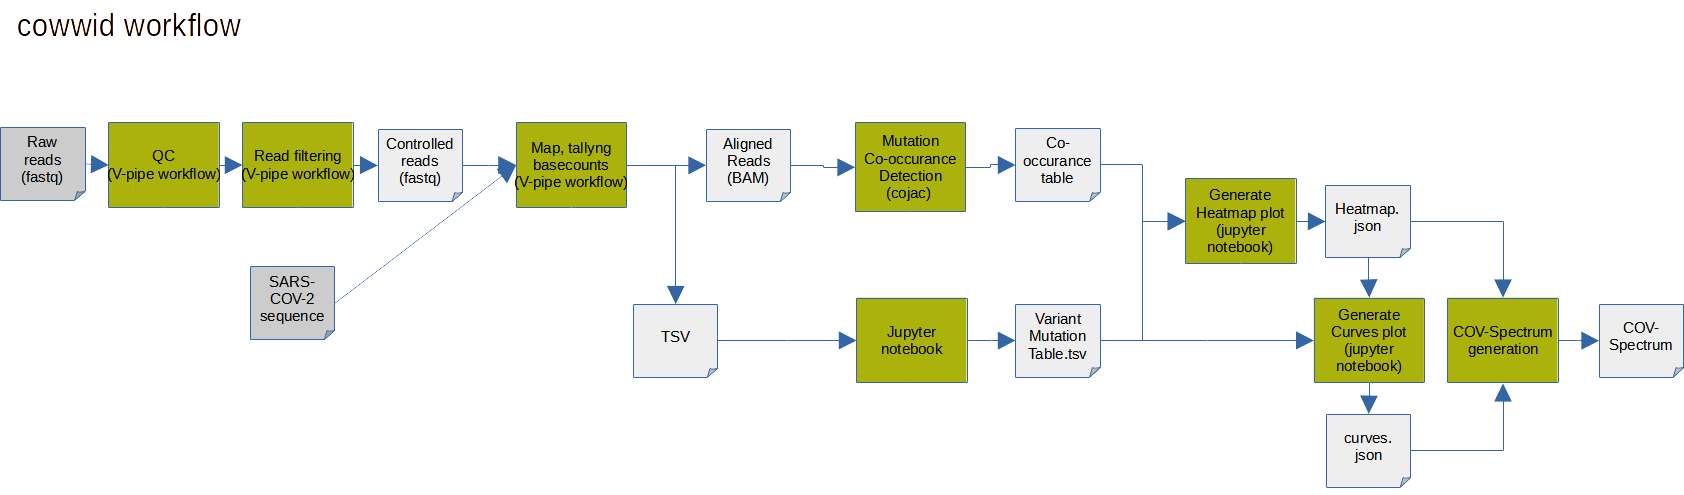 cowwid workflow
Raw
reads
(fastq)
QC
(V-pipe workflow)
Read filtering
(V-pipe workflow)
Controlled
reads
(fastq)
Map, tallyng
basecounts
(V-pipe workflow)
Aligned
Reads
(BAM)
Mutation
Co-occurance
Detection
(cojac)
Co-
occurance
table
Generate
Heatmap plot
(jupyter
notebook)
Heatmap.
json
SARS-
COV-2
sequence
TSV
Jupyter
notebook
Variant
Mutation
Table.tsv
Generate
Curves plot
(jupyter
notebook)
COV-Spectrum
generation
COV-
Spectrum
curves.
json